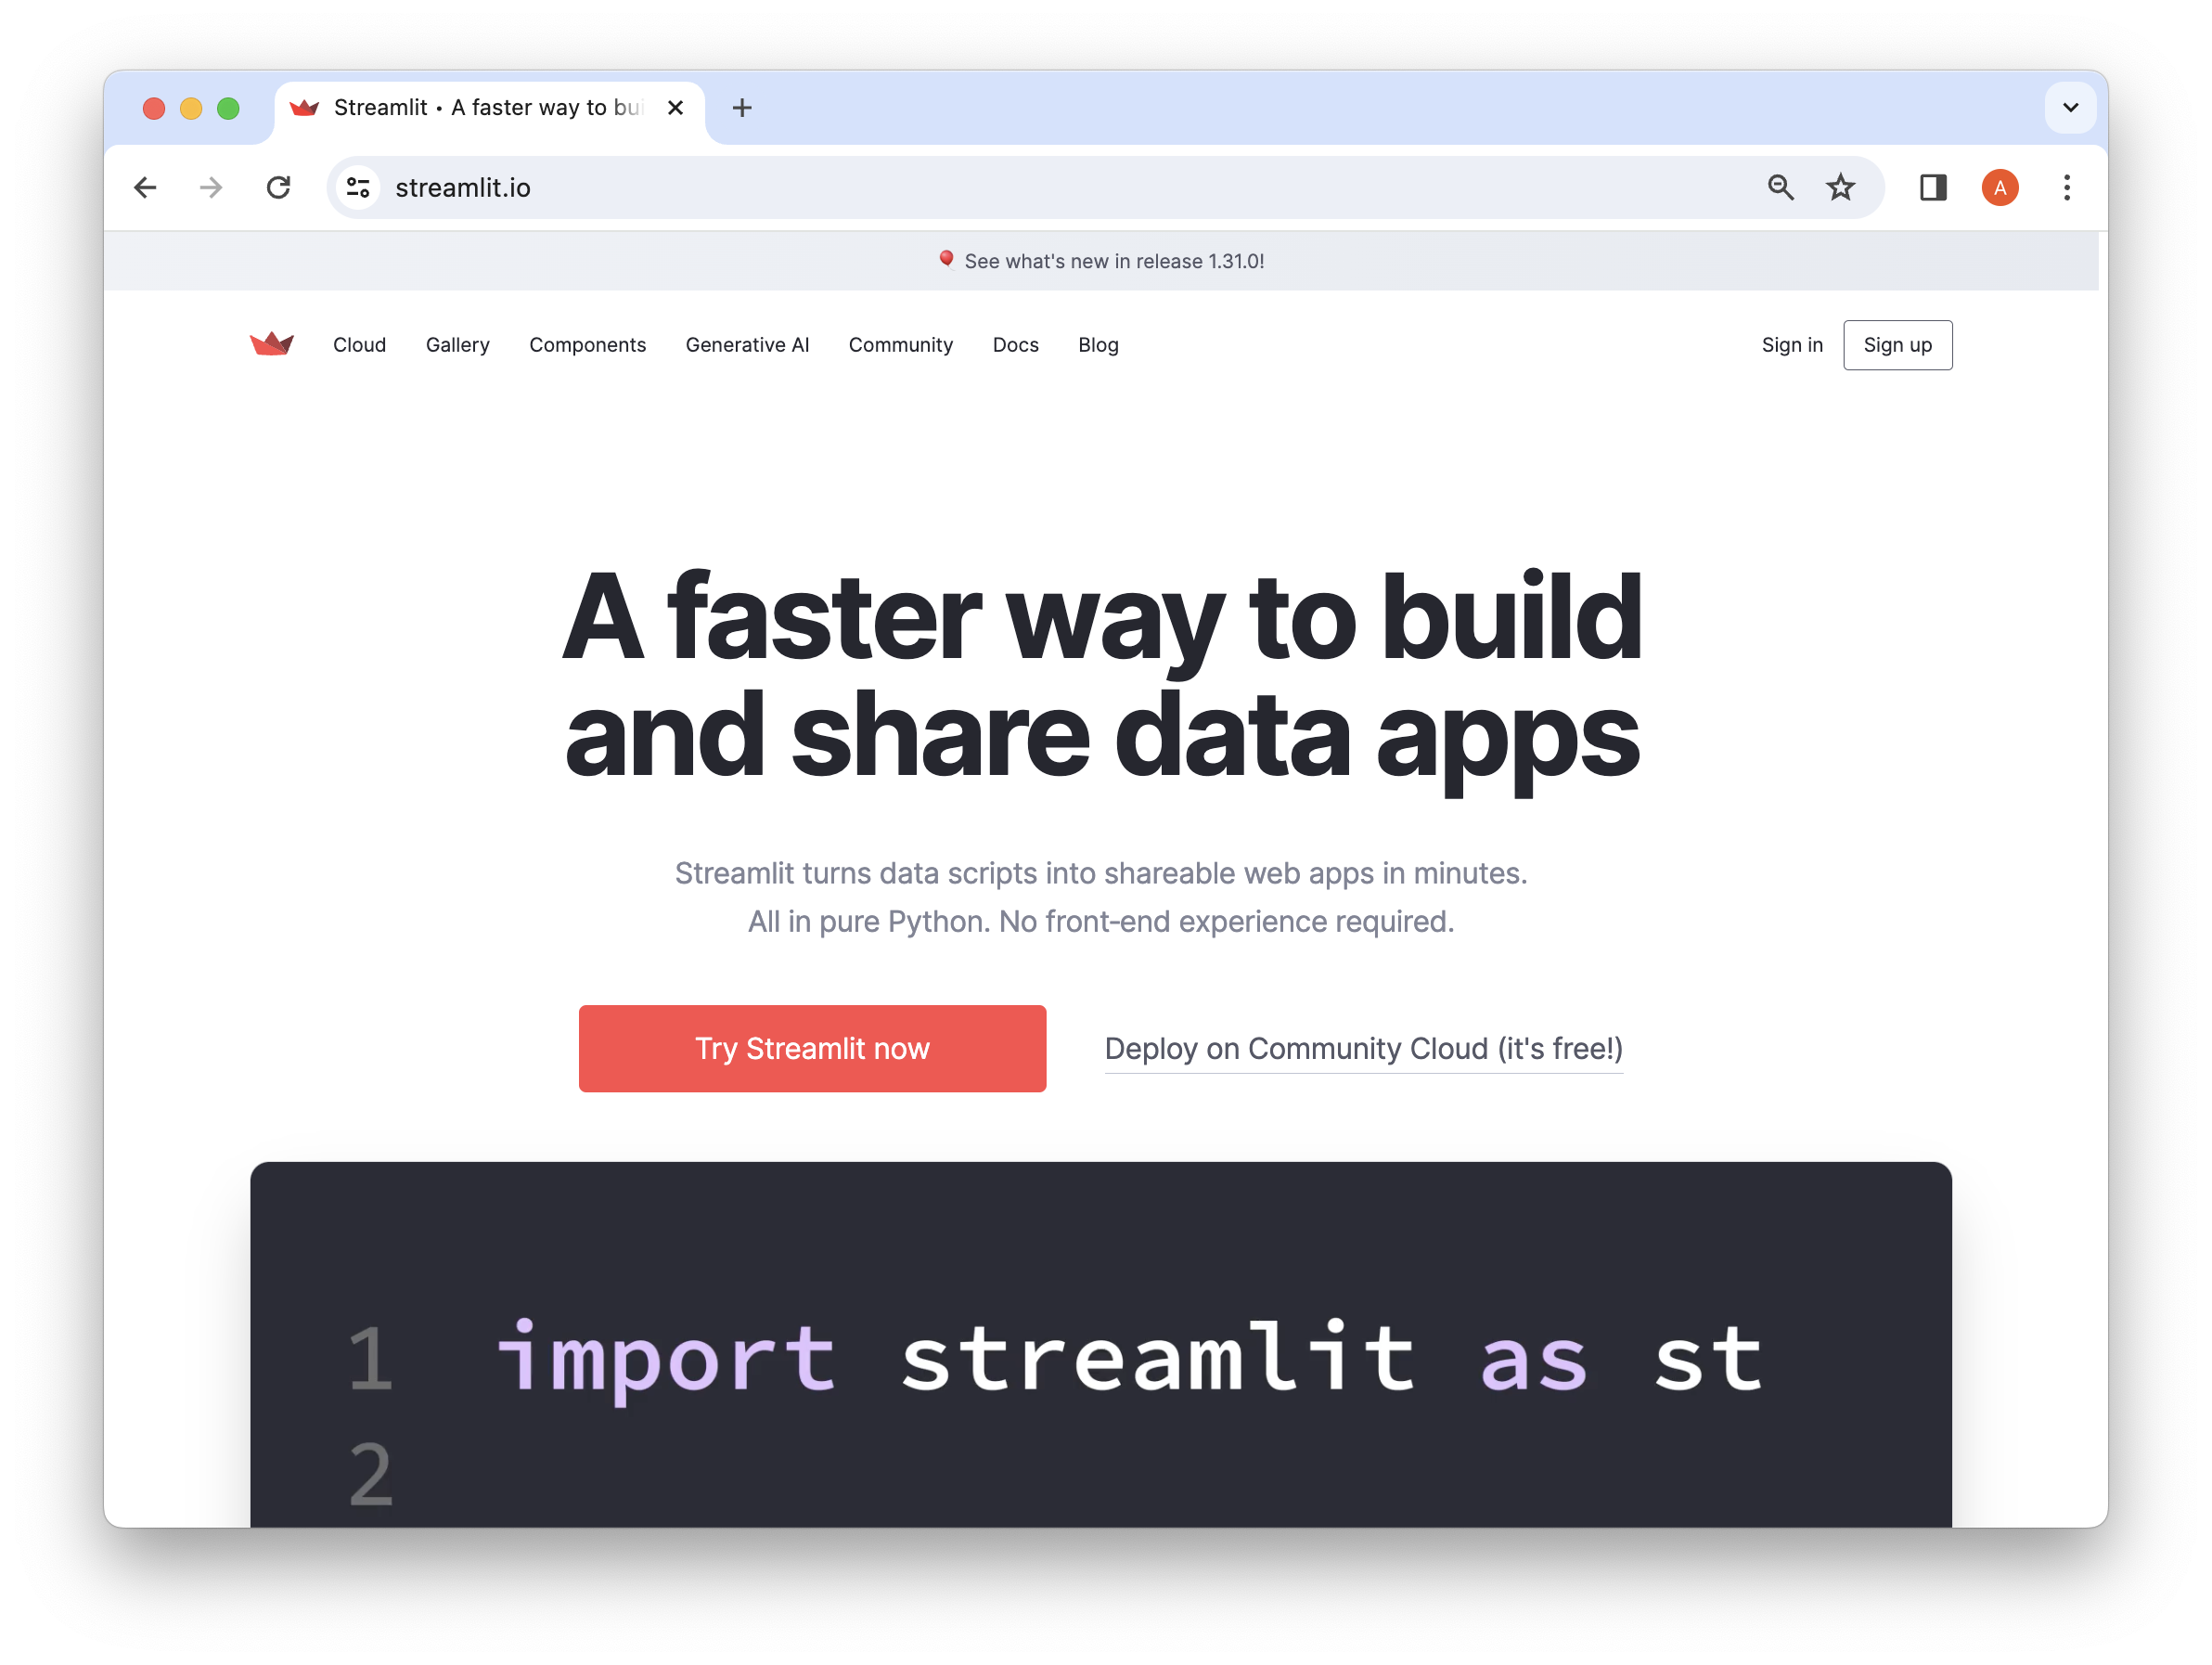 Streamlit • A faster way to bui
streamlit.io
A
See what's new in release 1.31.0!
Cloud Gallery Components Generative AI Community Docs Blog Sign in Sign up
A faster way to build
and share data apps
Streamlit turns data scripts into shareable web apps in minutes.
All in pure Python. No front-end experience required.
Try Streamlit now Deploy on Community Cloud (it's free!)
1 import streamlit as st
2